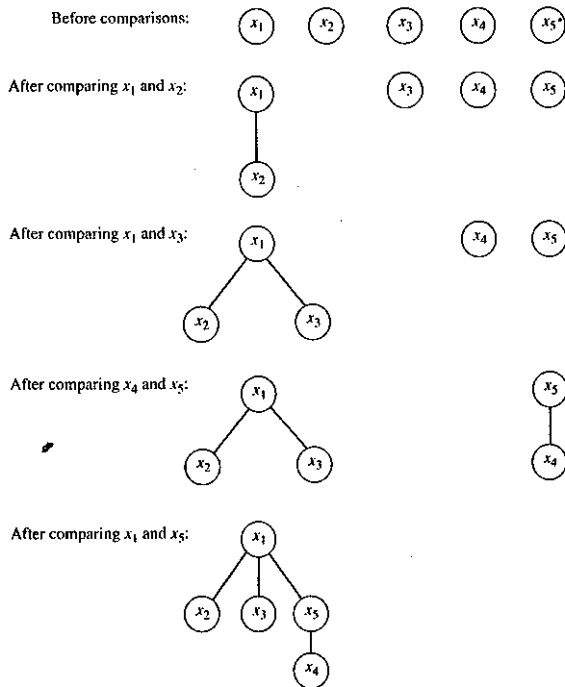 Before comparisons: x1 x2 x3 x4 x5
After comparing x1 and x2: x1 x3 x4 x5
x2
After comparing x1 and x3: x1 x4 x5
x2 x3
After comparing x4 and x5: x1 x5
x2 x3 x4
After comparing x1 and x5: x1
x2 x3 x5
x4